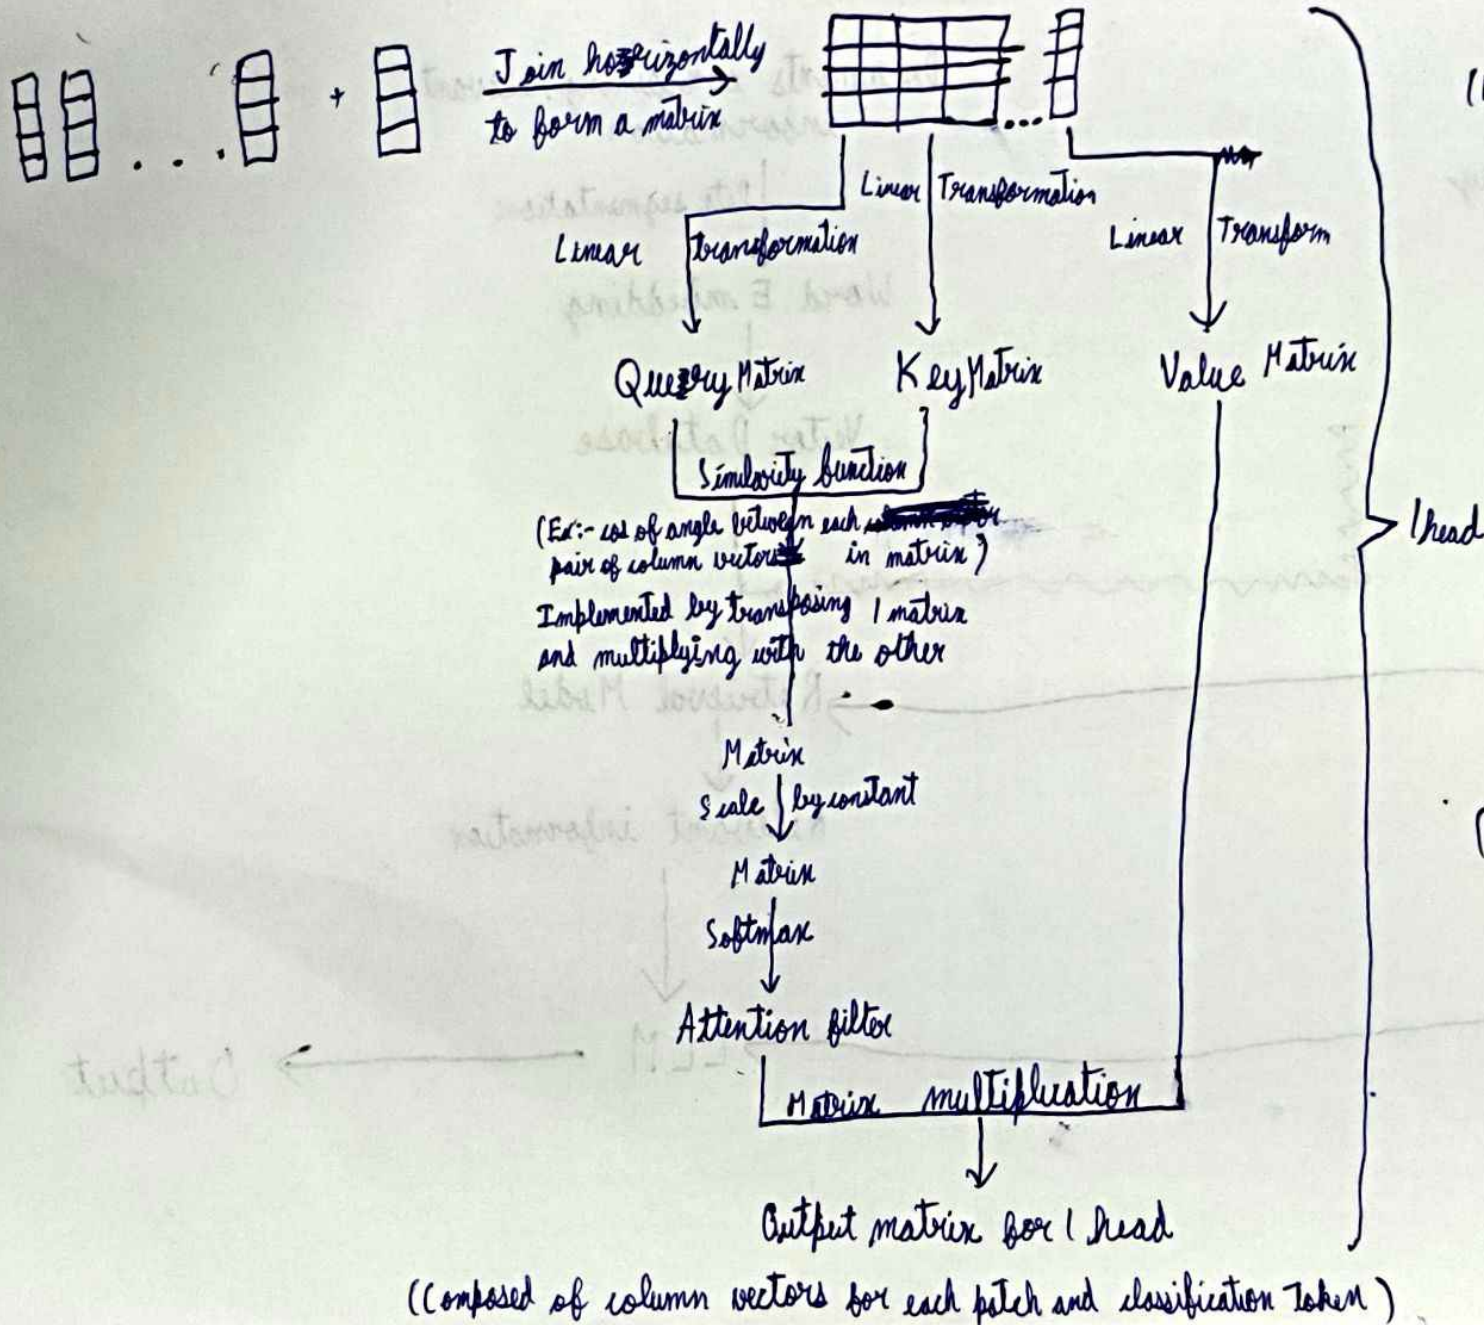 Join horizontally
to form a matrix
+
...
...
Linear Transformation
Linear transformation
Linear Transform
Query Matrix
Key Matrix
Value Matrix
Similarity function
(Ex:- cos of angle between each
pair of column vectors in matrix)
Implemented by transposing 1 matrix
and multiplying with the other
1 head
Matrix
Scale by constant
Matrix
Softmax
Attention filter
Matrix multiplication
Output matrix for 1 head
(Composed of column vectors for each patch and classification token)